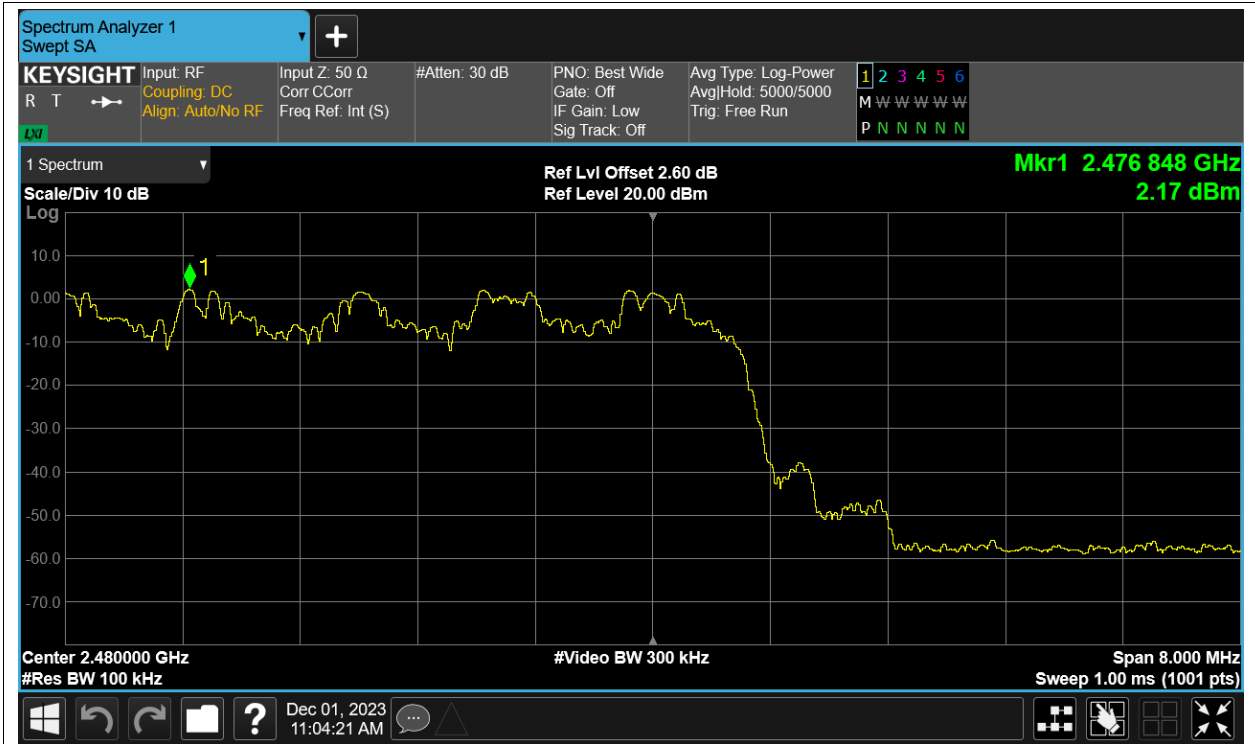 Spectrum Analyzer 1
Swept SA
KEYSIGHT
R T
LXI
Input: RF
Coupling: DC
Align: Auto/No RF
Input Z: 50 Ω
Corr CCorr
Freq Ref: Int (S)
#Atten: 30 dB
PNO: Best Wide
Gate: Off
IF Gain: Low
Sig Track: Off
Avg Type: Log-Power
Avg|Hold: 5000/5000
Trig: Free Run
1 2 3 4 5 6
M W W W W W
P N N N N N
1 Spectrum
Scale/Div 10 dB
Log
Ref Lvl Offset 2.60 dB
Ref Level 20.00 dBm
Mkr1 2.476 848 GHz
2.17 dBm
1
10.0
0.00
-10.0
-20.0
-30.0
-40.0
-50.0
-60.0
-70.0
Center 2.480000 GHz
#Res BW 100 kHz
#Video BW 300 kHz
Span 8.000 MHz
Sweep 1.00 ms (1001 pts)
?
Dec 01, 2023
11:04:21 AM